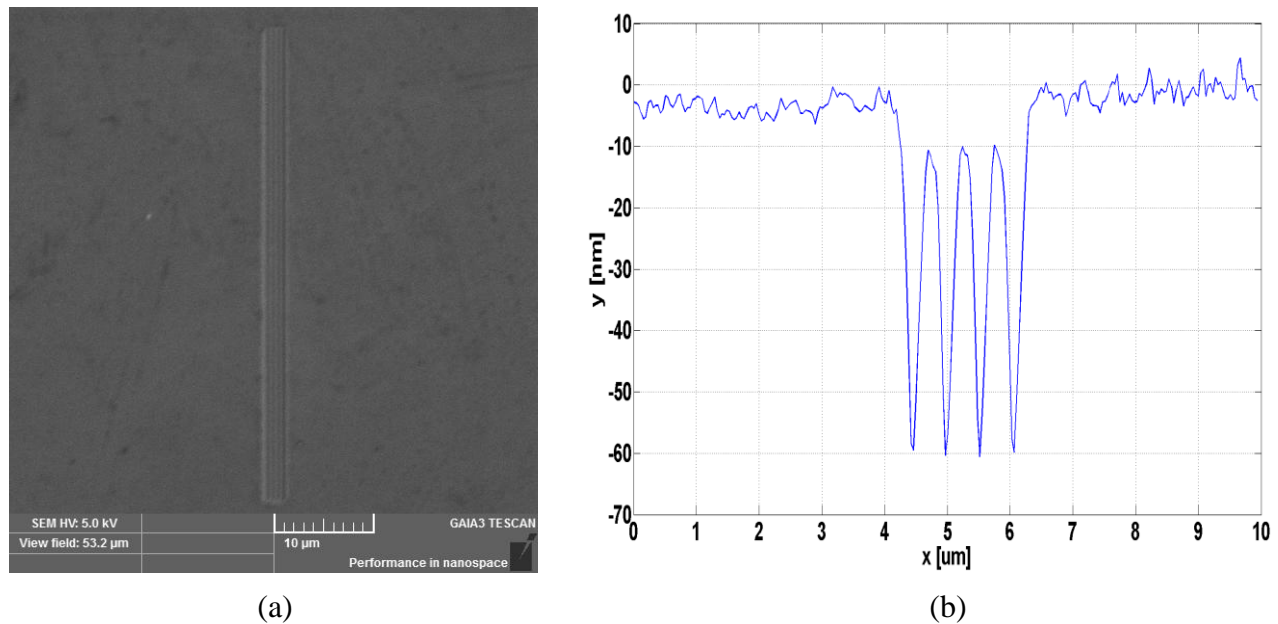 SEM HV: 5.0 kV
View field: 53.2 µm
10 µm
GAIA3 TESCAN
Performance in nanospace
(a)
10
0
-10
-20
-30
-40
-50
-60
-70
y [nm]
0 1 2 3 4 5 6 7 8 9 10
x [um]
(b)